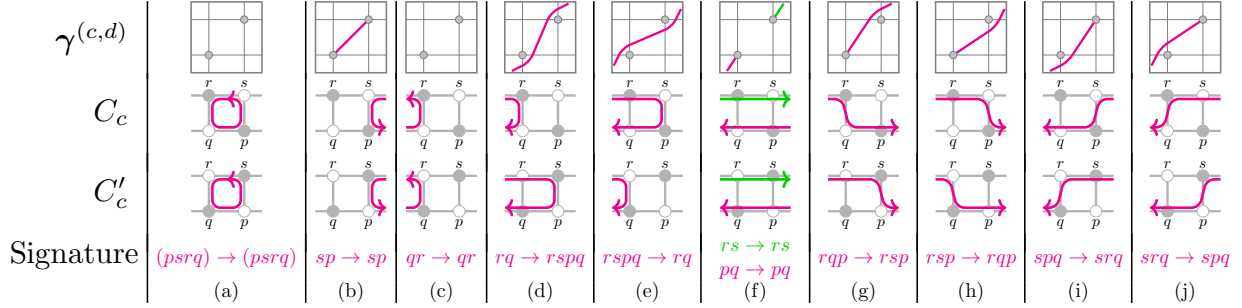 γ^{(c,d)}
r s r s r s r s r s r s r s r s r s r s
C_c
q p q p q p q p q p q p q p q p q p q p
r s r s r s r s r s r s r s r s r s r s
C'_c
q p q p q p q p q p q p q p q p q p q p
Signature (psrq) → (psrq) sp → sp qr → qr rq → rspq rspq → rq rs → rs pq → pq rqp → rsp rsp → rqp spq → srq srq → spq
(a) (b) (c) (d) (e) (f) (g) (h) (i) (j)